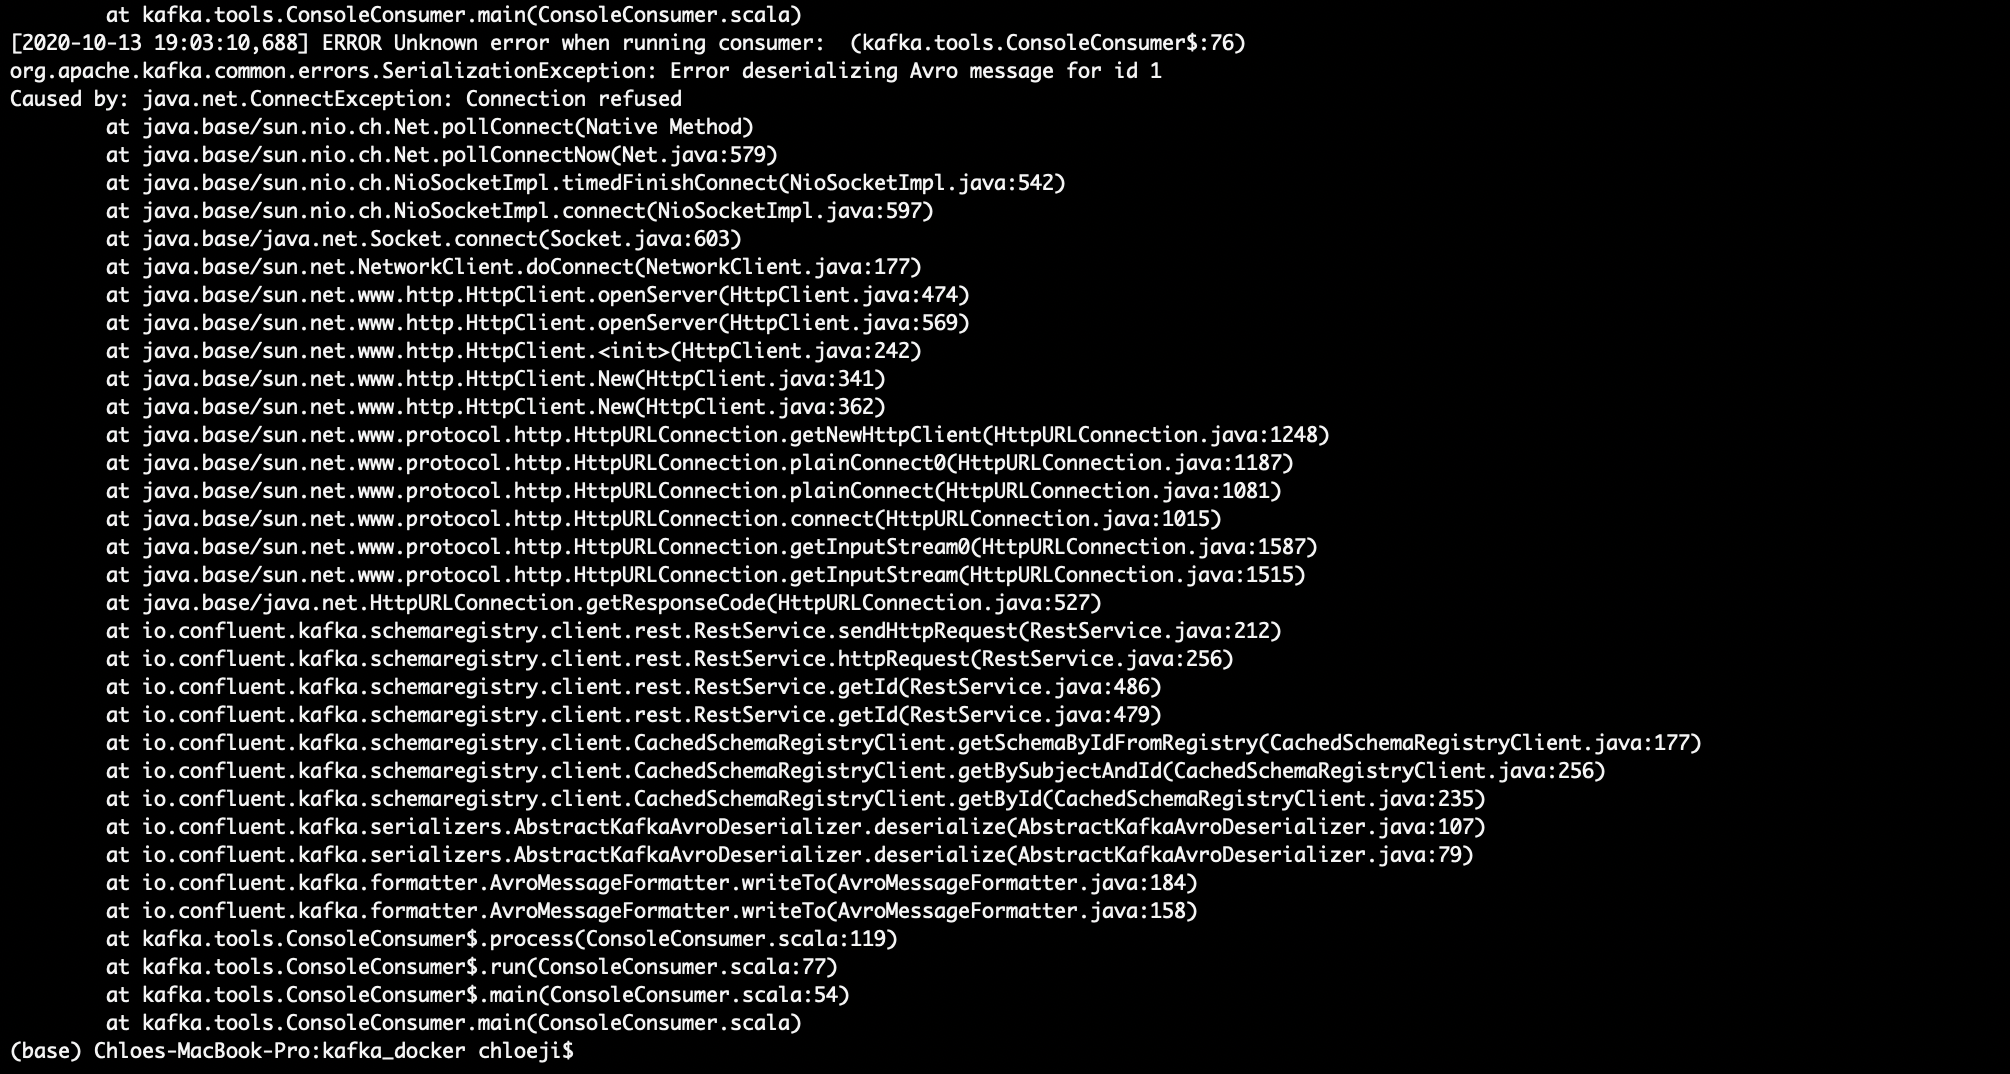 at kafka.tools.ConsoleConsumer.main(ConsoleConsumer.scala)
[2020-10-13 19:03:10,688] ERROR Unknown error when running consumer:  (kafka.tools.ConsoleConsumer$:76)
org.apache.kafka.common.errors.SerializationException: Error deserializing Avro message for id 1
Caused by: java.net.ConnectException: Connection refused
at java.base/sun.nio.ch.Net.pollConnect(Native Method)
at java.base/sun.nio.ch.Net.pollConnectNow(Net.java:579)
at java.base/sun.nio.ch.NioSocketImpl.timedFinishConnect(NioSocketImpl.java:542)
at java.base/sun.nio.ch.NioSocketImpl.connect(NioSocketImpl.java:597)
at java.base/java.net.Socket.connect(Socket.java:603)
at java.base/sun.net.NetworkClient.doConnect(NetworkClient.java:177)
at java.base/sun.net.www.http.HttpClient.openServer(HttpClient.java:474)
at java.base/sun.net.www.http.HttpClient.openServer(HttpClient.java:569)
at java.base/sun.net.www.http.HttpClient.<init>(HttpClient.java:242)
at java.base/sun.net.www.http.HttpClient.New(HttpClient.java:341)
at java.base/sun.net.www.http.HttpClient.New(HttpClient.java:362)
at java.base/sun.net.www.protocol.http.HttpURLConnection.getNewHttpClient(HttpURLConnection.java:1248)
at java.base/sun.net.www.protocol.http.HttpURLConnection.plainConnect0(HttpURLConnection.java:1187)
at java.base/sun.net.www.protocol.http.HttpURLConnection.plainConnect(HttpURLConnection.java:1081)
at java.base/sun.net.www.protocol.http.HttpURLConnection.connect(HttpURLConnection.java:1015)
at java.base/sun.net.www.protocol.http.HttpURLConnection.getInputStream0(HttpURLConnection.java:1587)
at java.base/sun.net.www.protocol.http.HttpURLConnection.getInputStream(HttpURLConnection.java:1515)
at java.base/java.net.HttpURLConnection.getResponseCode(HttpURLConnection.java:527)
at io.confluent.kafka.schemaregistry.client.rest.RestService.sendHttpRequest(RestService.java:212)
at io.confluent.kafka.schemaregistry.client.rest.RestService.httpRequest(RestService.java:256)
at io.confluent.kafka.schemaregistry.client.rest.RestService.getId(RestService.java:486)
at io.confluent.kafka.schemaregistry.client.rest.RestService.getId(RestService.java:479)
at io.confluent.kafka.schemaregistry.client.CachedSchemaRegistryClient.getSchemaByIdFromRegistry(CachedSchemaRegistryClient.java:177)
at io.confluent.kafka.schemaregistry.client.CachedSchemaRegistryClient.getBySubjectAndId(CachedSchemaRegistryClient.java:256)
at io.confluent.kafka.schemaregistry.client.CachedSchemaRegistryClient.getById(CachedSchemaRegistryClient.java:235)
at io.confluent.kafka.serializers.AbstractKafkaAvroDeserializer.deserialize(AbstractKafkaAvroDeserializer.java:107)
at io.confluent.kafka.serializers.AbstractKafkaAvroDeserializer.deserialize(AbstractKafkaAvroDeserializer.java:79)
at io.confluent.kafka.formatter.AvroMessageFormatter.writeTo(AvroMessageFormatter.java:184)
at io.confluent.kafka.formatter.AvroMessageFormatter.writeTo(AvroMessageFormatter.java:158)
at kafka.tools.ConsoleConsumer$.process(ConsoleConsumer.scala:119)
at kafka.tools.ConsoleConsumer$.run(ConsoleConsumer.scala:77)
at kafka.tools.ConsoleConsumer$.main(ConsoleConsumer.scala:54)
at kafka.tools.ConsoleConsumer.main(ConsoleConsumer.scala)
(base) Chloes-MacBook-Pro:kafka_docker chloeji$